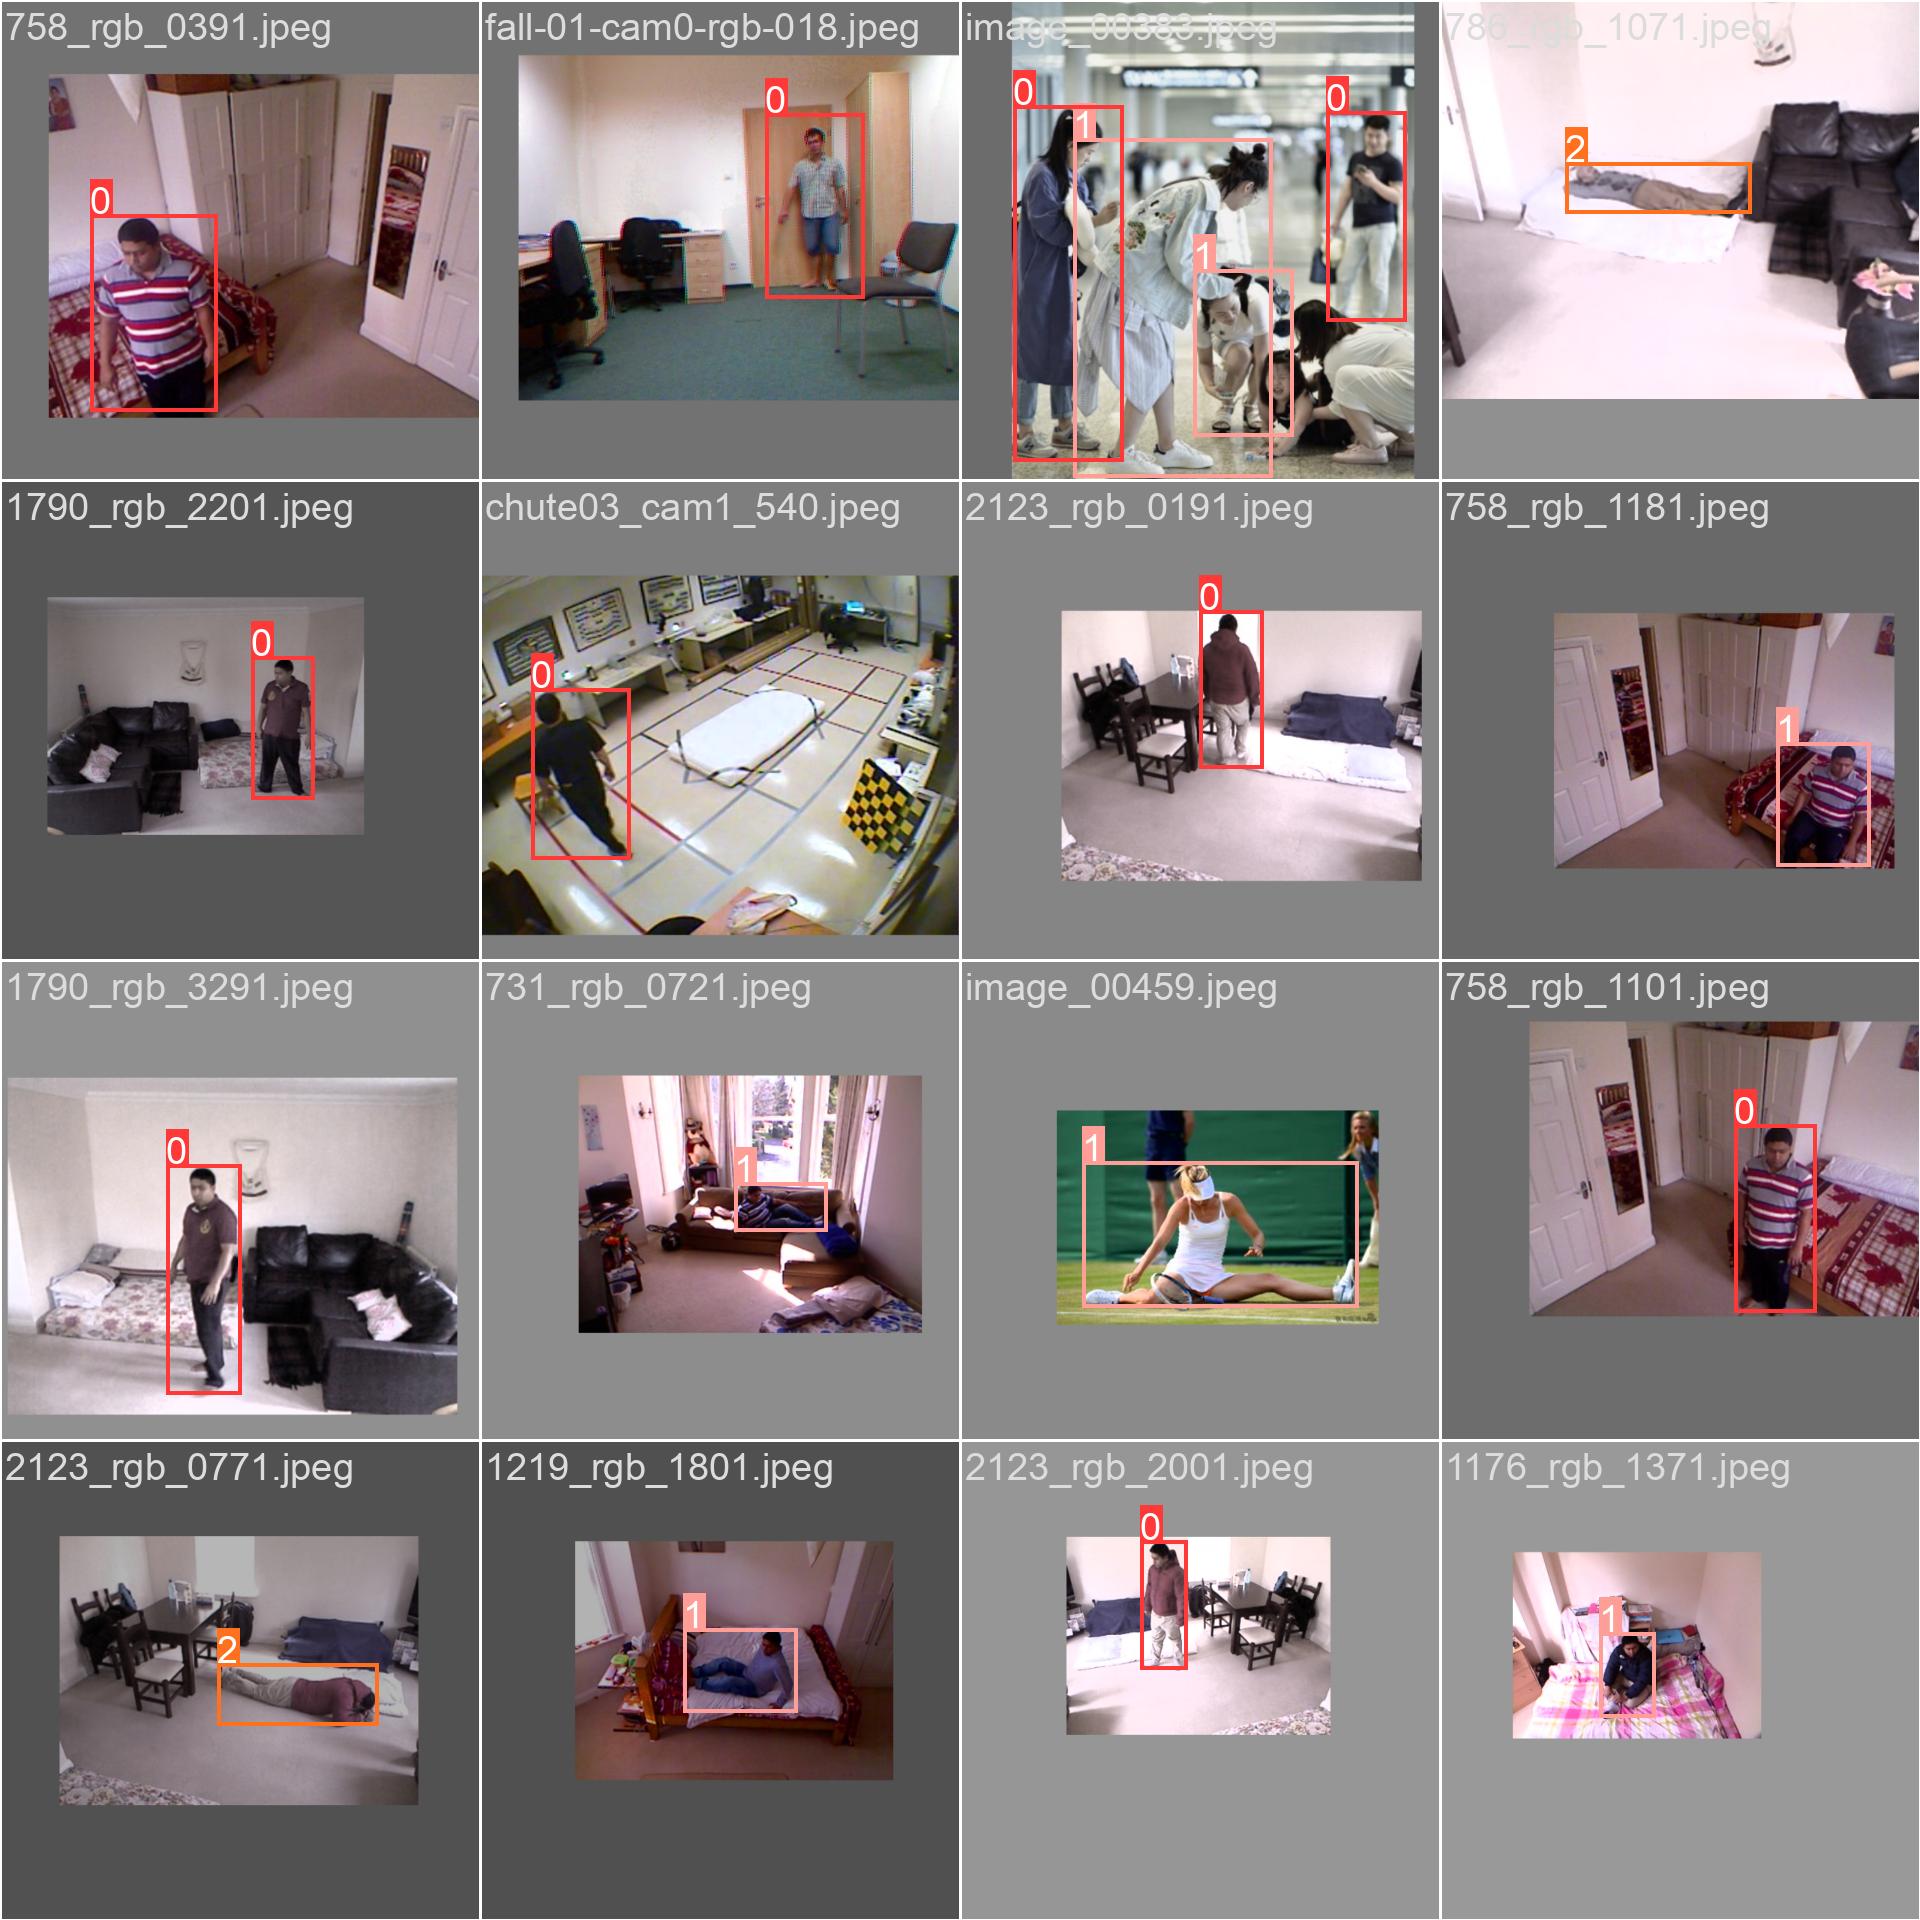 758_rgb_0391.jpeg
fall-01-cam0-rgb-018.jpeg
image_00383.jpeg
786_rgb_1071.jpeg
0
0
0
1
1
0
2
1790_rgb_2201.jpeg
chute03_cam1_540.jpeg
2123_rgb_0191.jpeg
758_rgb_1181.jpeg
0
0
0
1
1790_rgb_3291.jpeg
731_rgb_0721.jpeg
image_00459.jpeg
758_rgb_1101.jpeg
0
1
1
0
2123_rgb_0771.jpeg
1219_rgb_1801.jpeg
2123_rgb_2001.jpeg
1176_rgb_1371.jpeg
2
1
0
1